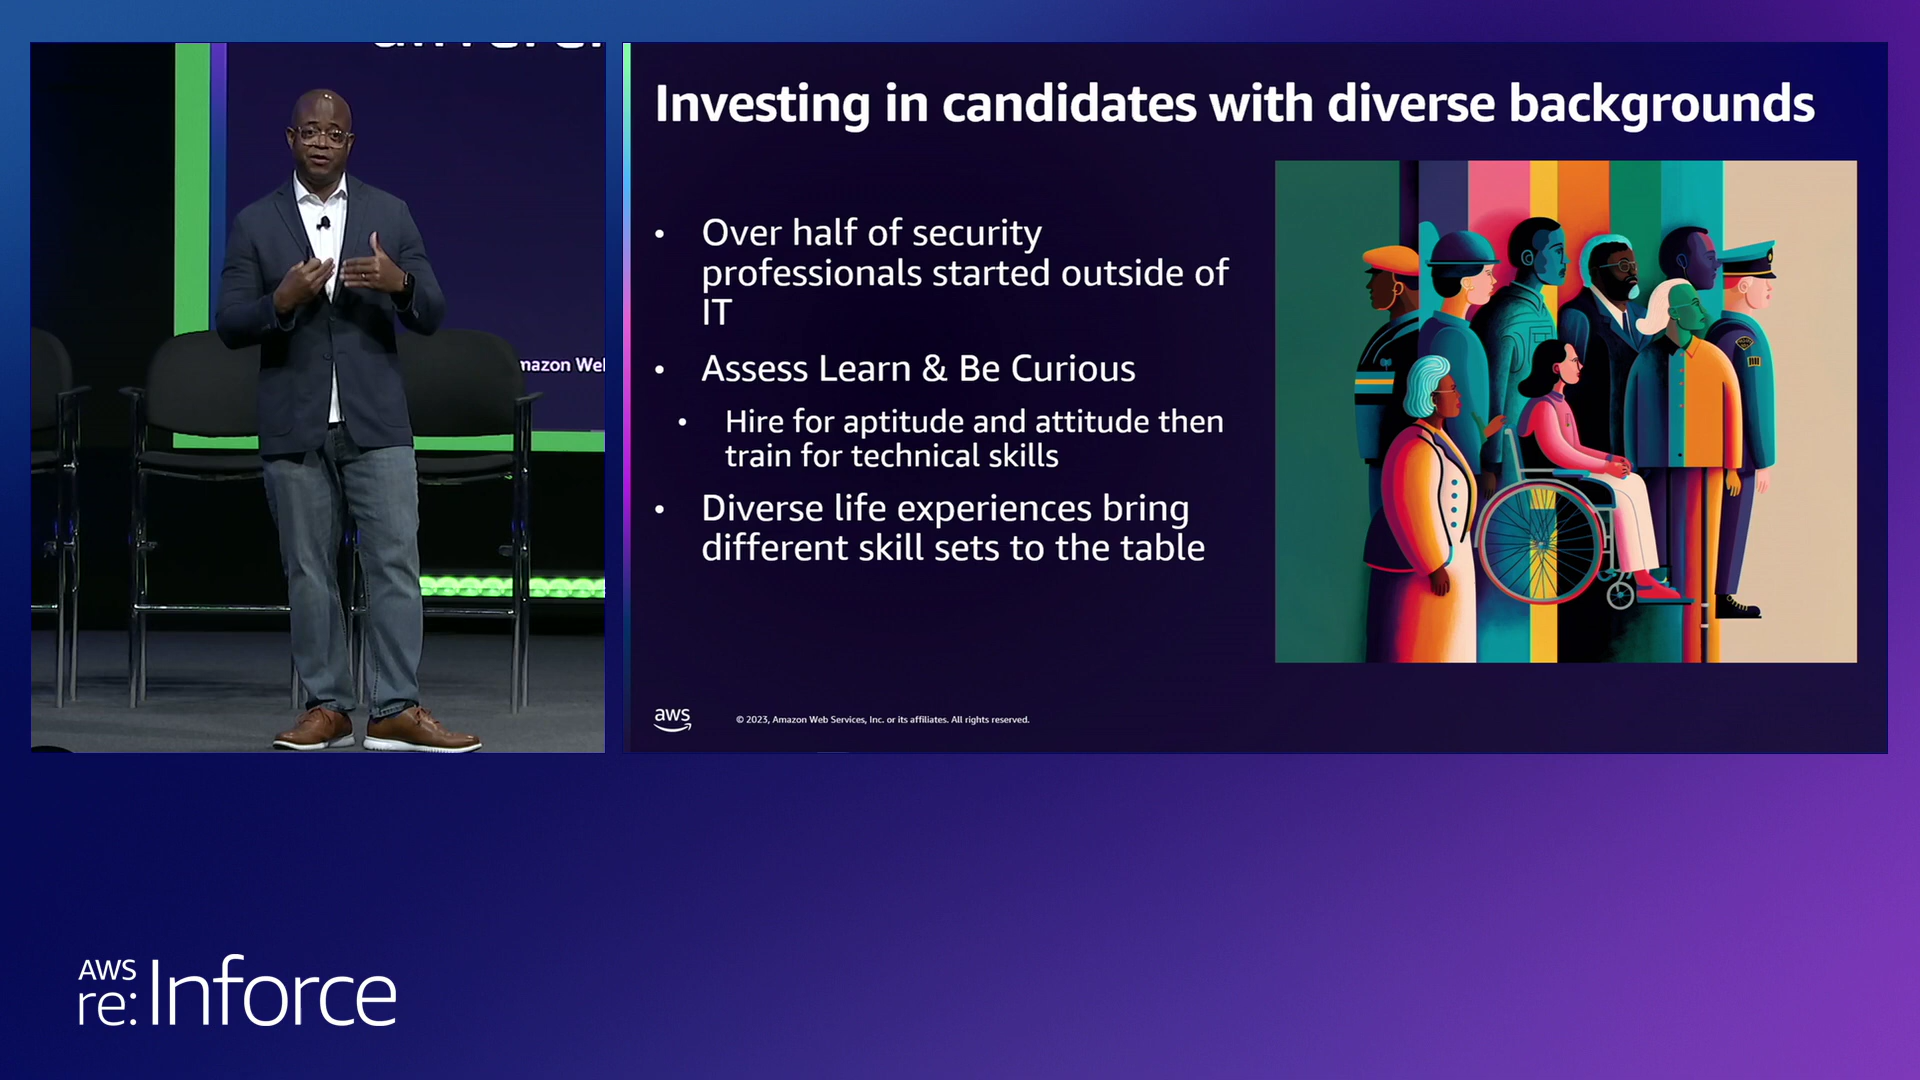 mazon Wel
Investing in candidates with diverse backgrounds
• Over half of security
professionals started outside of
IT
• Assess Learn & Be Curious
• Hire for aptitude and attitude then
train for technical skills
• Diverse life experiences bring
different skill sets to the table
aws
© 2023, Amazon Web Services, Inc. or its affiliates. All rights reserved.
AWS
re:Inforce